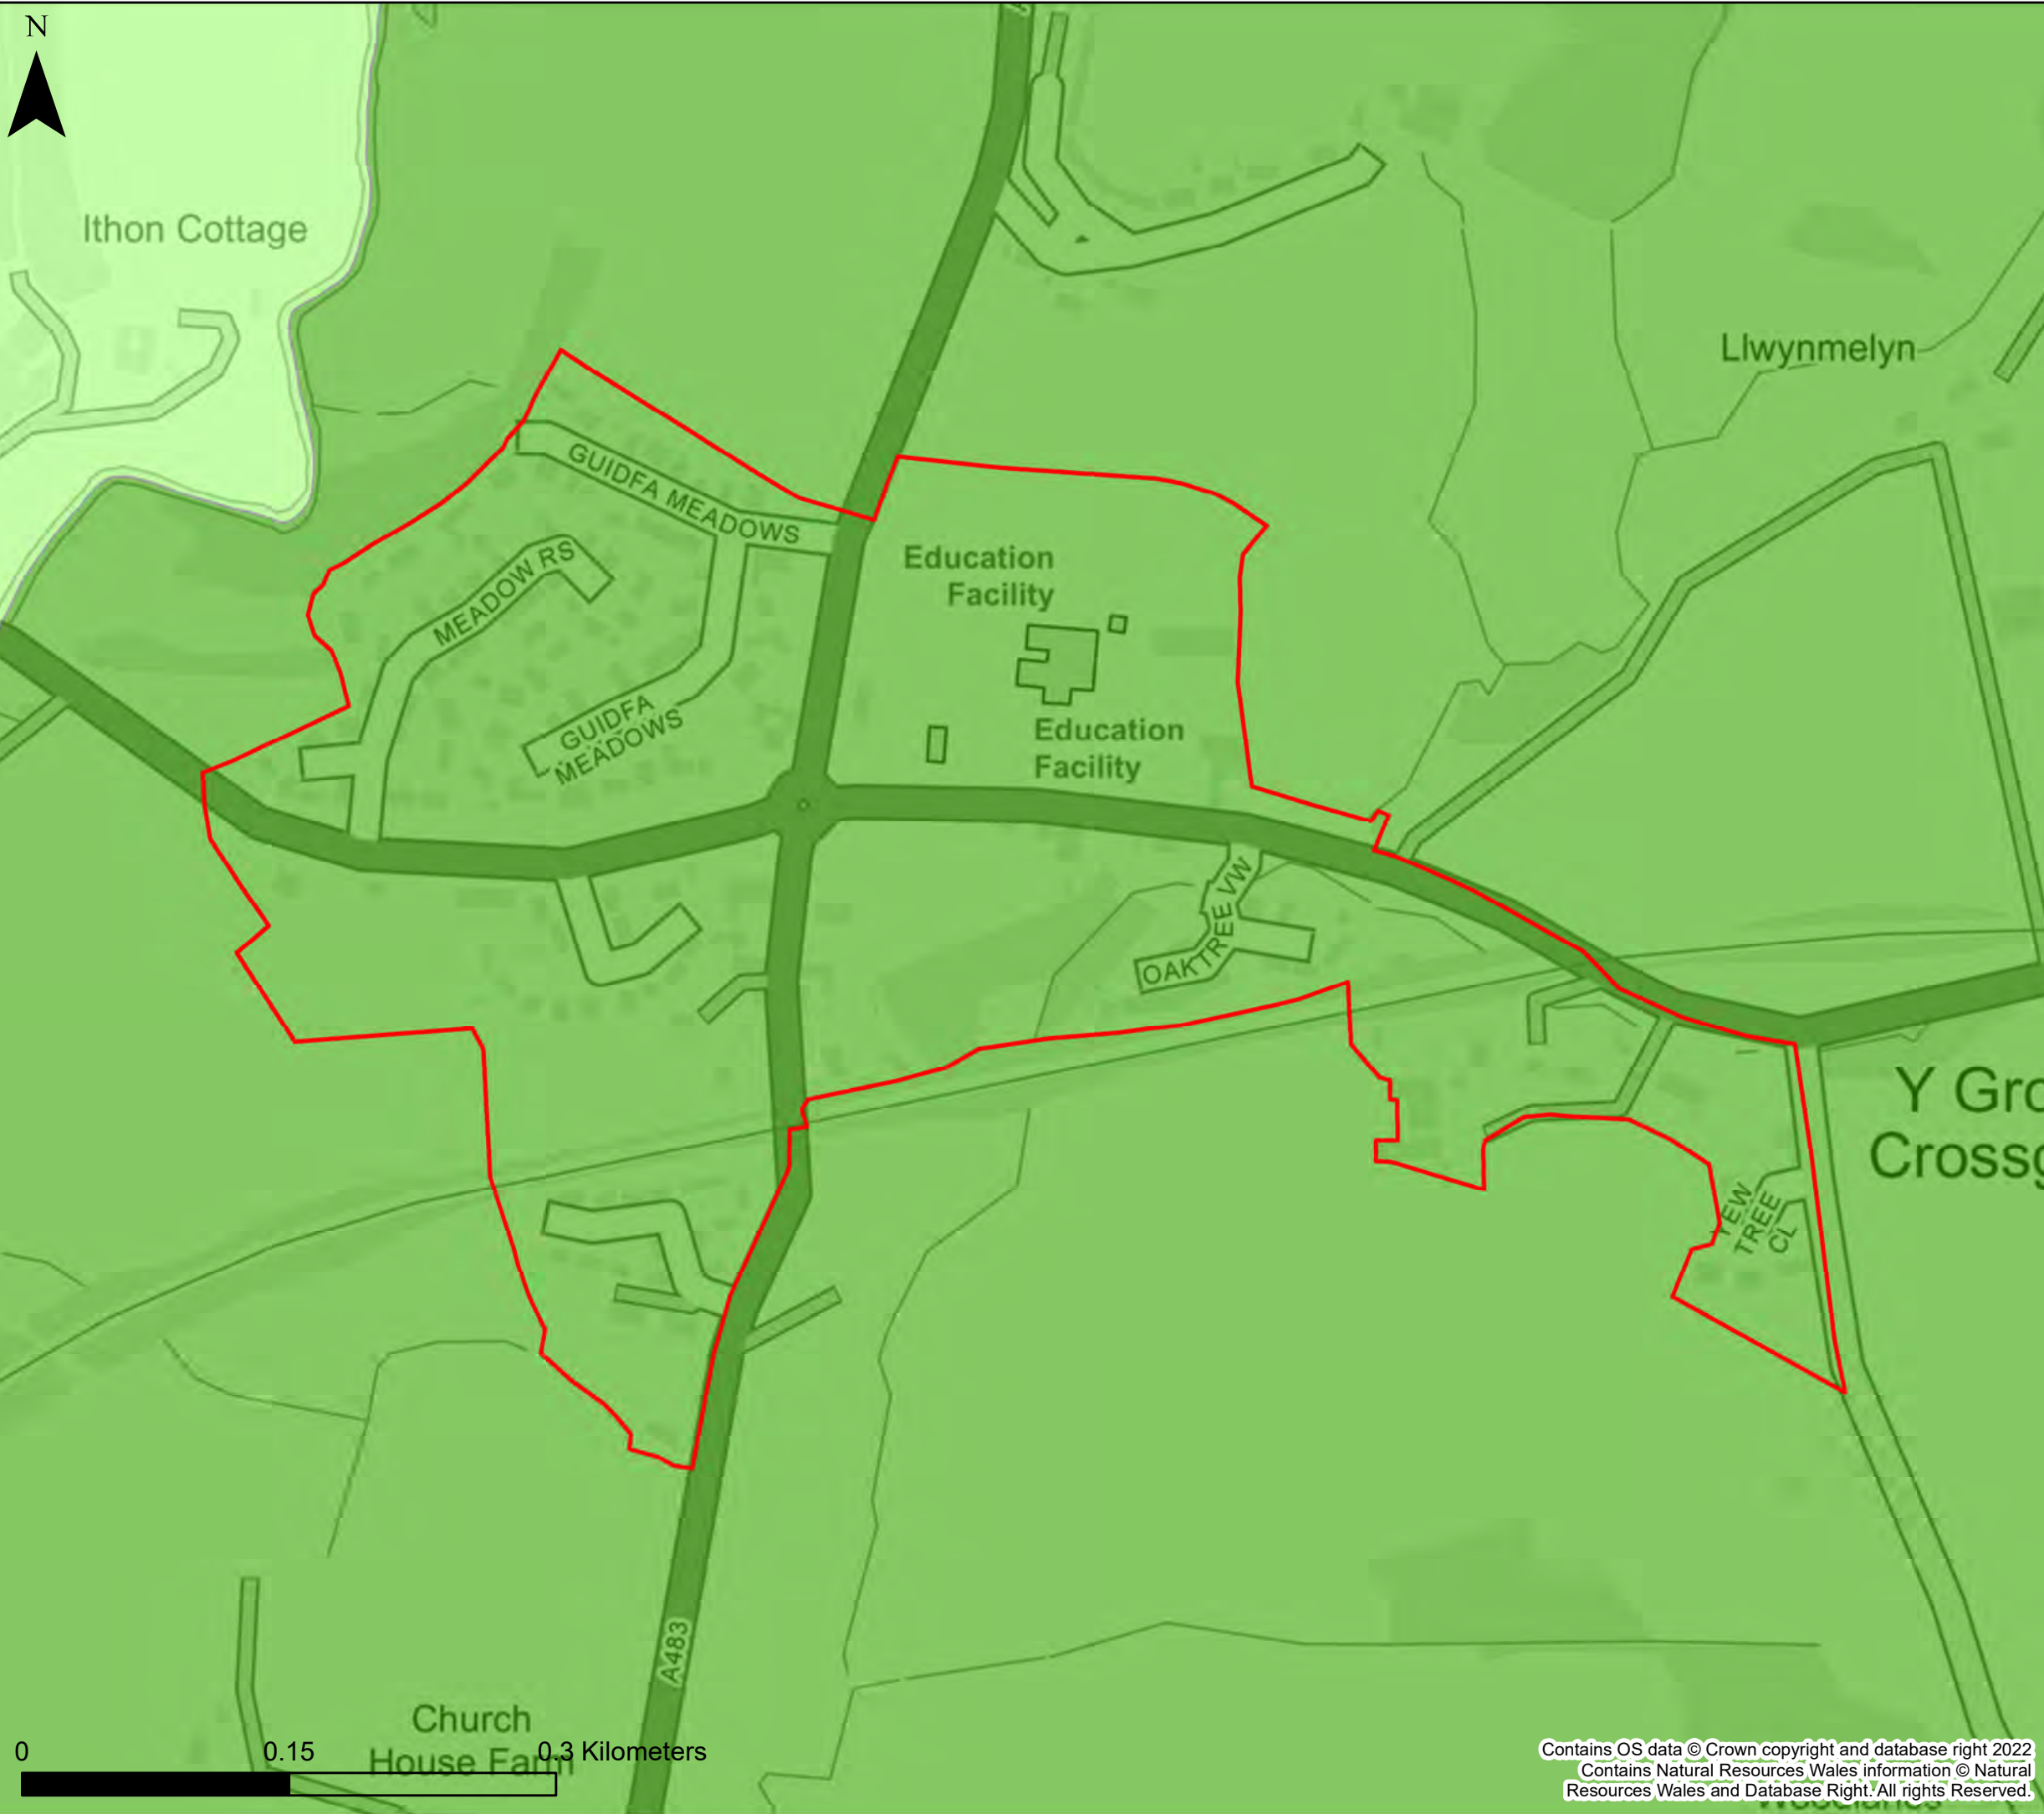 N
Ithon Cottage
Llwynmelyn
GUIDFA MEADOWS
MEADOW RS
Education
Facility
GUIDFA
MEADOWS
Education
Facility
OAKTREE VW
Y Gro
Crossg
YEW
TREE
CL
A483
Church
House Farm
0 0.15 0.3 Kilometers
Contains OS data © Crown copyright and database right 2022
Contains Natural Resources Wales information © Natural
Resources Wales and Database Right. All rights Reserved.